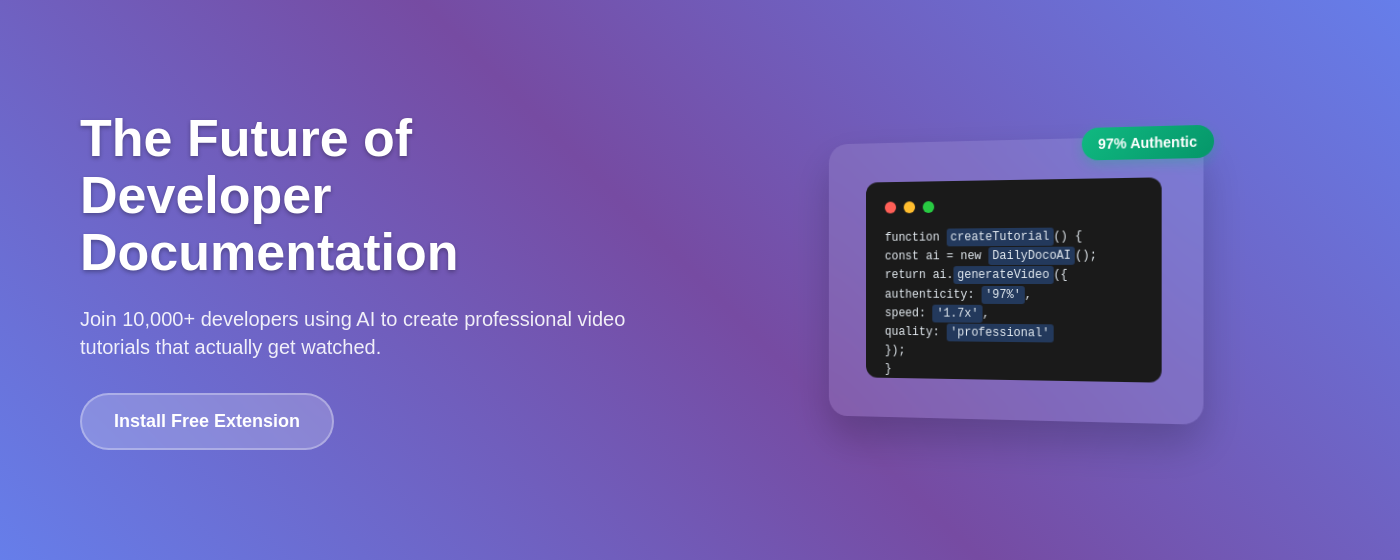 The Future of
Developer
Documentation
Join 10,000+ developers using AI to create professional video
tutorials that actually get watched.
Install Free Extension
97% Authentic
function createTutorial() {
const ai = new DailyDocoAI();
return ai.generateVideo({
authenticity: '97%',
speed: '1.7x',
quality: 'professional'
});
}